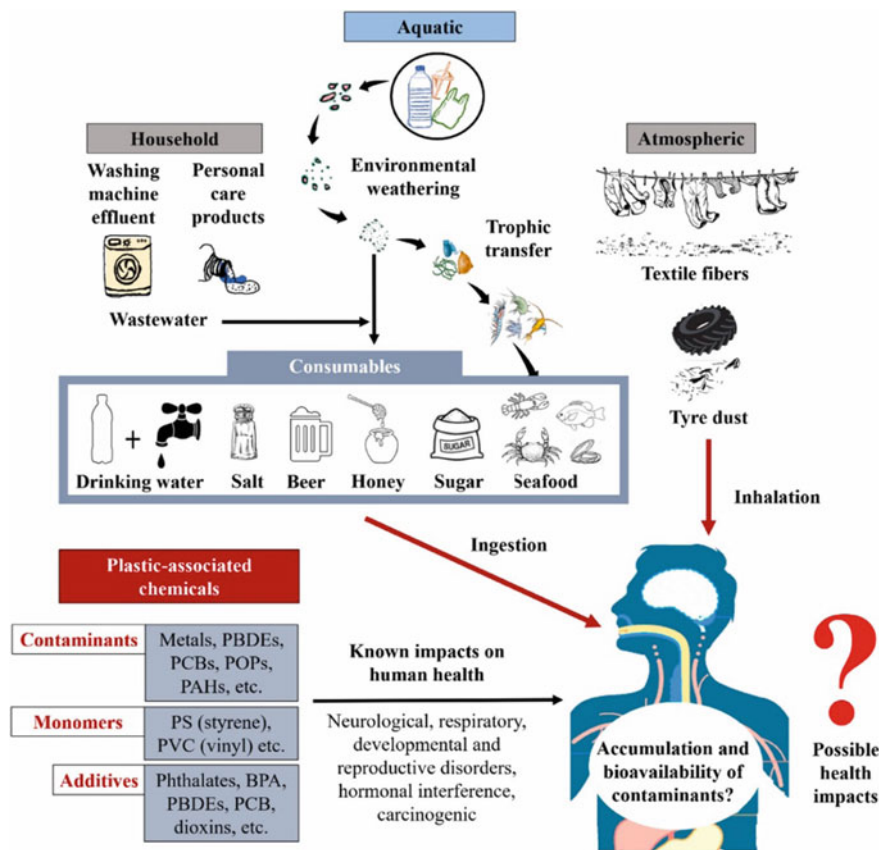 Aquatic
Household
Washing
machine
effluent
Personal
care
products
Wastewater
Environmental
weathering
Trophic
transfer
Atmospheric
Textile fibers
Tyre dust
Consumables
SUGAR
Drinking water
Salt
Beer
Honey
Sugar
Seafood
Inhalation
Ingestion
Plastic-associated
chemicals
Contaminants
Metals, PBDEs,
PCBs, POPs,
PAHs, etc.
Monomers
PS (styrene),
PVC (vinyl) etc.
Additives
Phthalates, BPA,
PBDEs, PCB,
dioxins, etc.
Known impacts on
human health
Neurological, respiratory,
developmental and
reproductive disorders,
hormonal interference,
carcinogenic
Accumulation and
bioavailability of
contaminants?
?
Possible
health
impacts